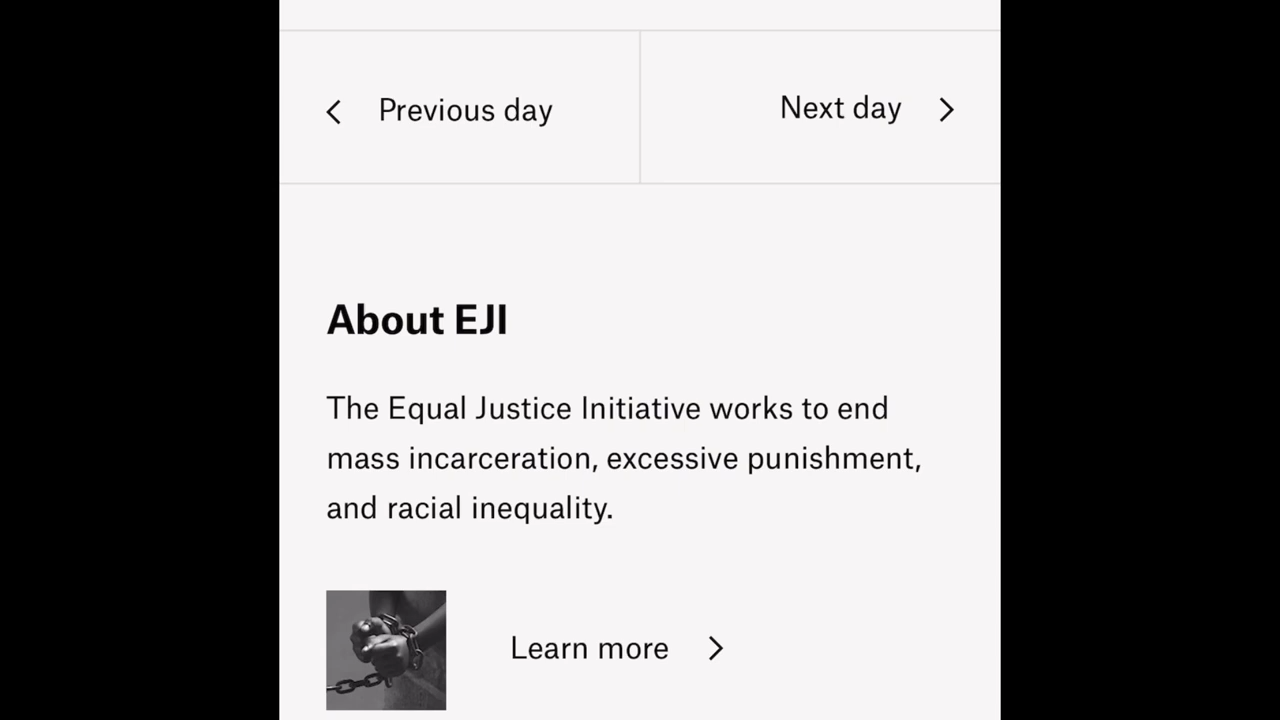 Previous day
Next day
About EJI
The Equal Justice Initiative works to end
mass incarceration, excessive punishment,
and racial inequality.
Learn more